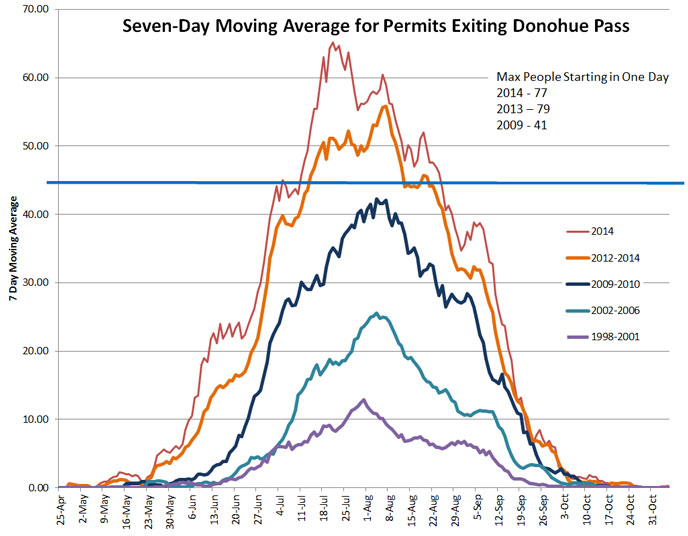 Seven-Day Moving Average for Permits Exiting Donohue Pass
Max People Starting in One Day
2014 - 77
2013 – 79
2009 - 41
70.00
60.00
50.00
40.00
30.00
20.00
10.00
0.00
7 Day Moving Average
2014
2012-2014
2009-2010
2002-2006
1998-2001
25-Apr
2-May
9-May
16-May
23-May
30-May
6-Jun
13-Jun
20-Jun
27-Jun
4-Jul
11-Jul
18-Jul
25-Jul
1-Aug
8-Aug
15-Aug
22-Aug
29-Aug
5-Sep
12-Sep
19-Sep
26-Sep
3-Oct
10-Oct
17-Oct
24-Oct
31-Oct